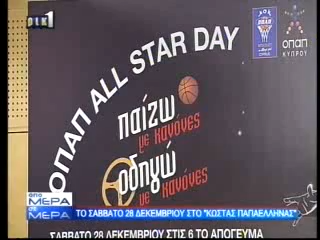 ΡΙΚ 1
ΟΠΑΠ ALL STAR DAY
ΟΠΑΠ
ΚΥΠΡΟΥ
παίζω
με κανόνες
οδηγώ
με κανόνες
από
ΜΕΡΑ
σε
ΜΕΡΑ
ΤΟ ΣΑΒΒΑΤΟ 28 ΔΕΚΕΜΒΡΙΟΥ ΣΤΟ "ΚΩΣΤΑΣ ΠΑΠΑΕΛΛΗΝΑΣ"
ΣΑΒΒΑΤΟ 28 ΔΕΚΕΜΒΡΙΟΥ ΣΤΙΣ 6 ΤΟ ΑΠΟΓΕΥΜΑ